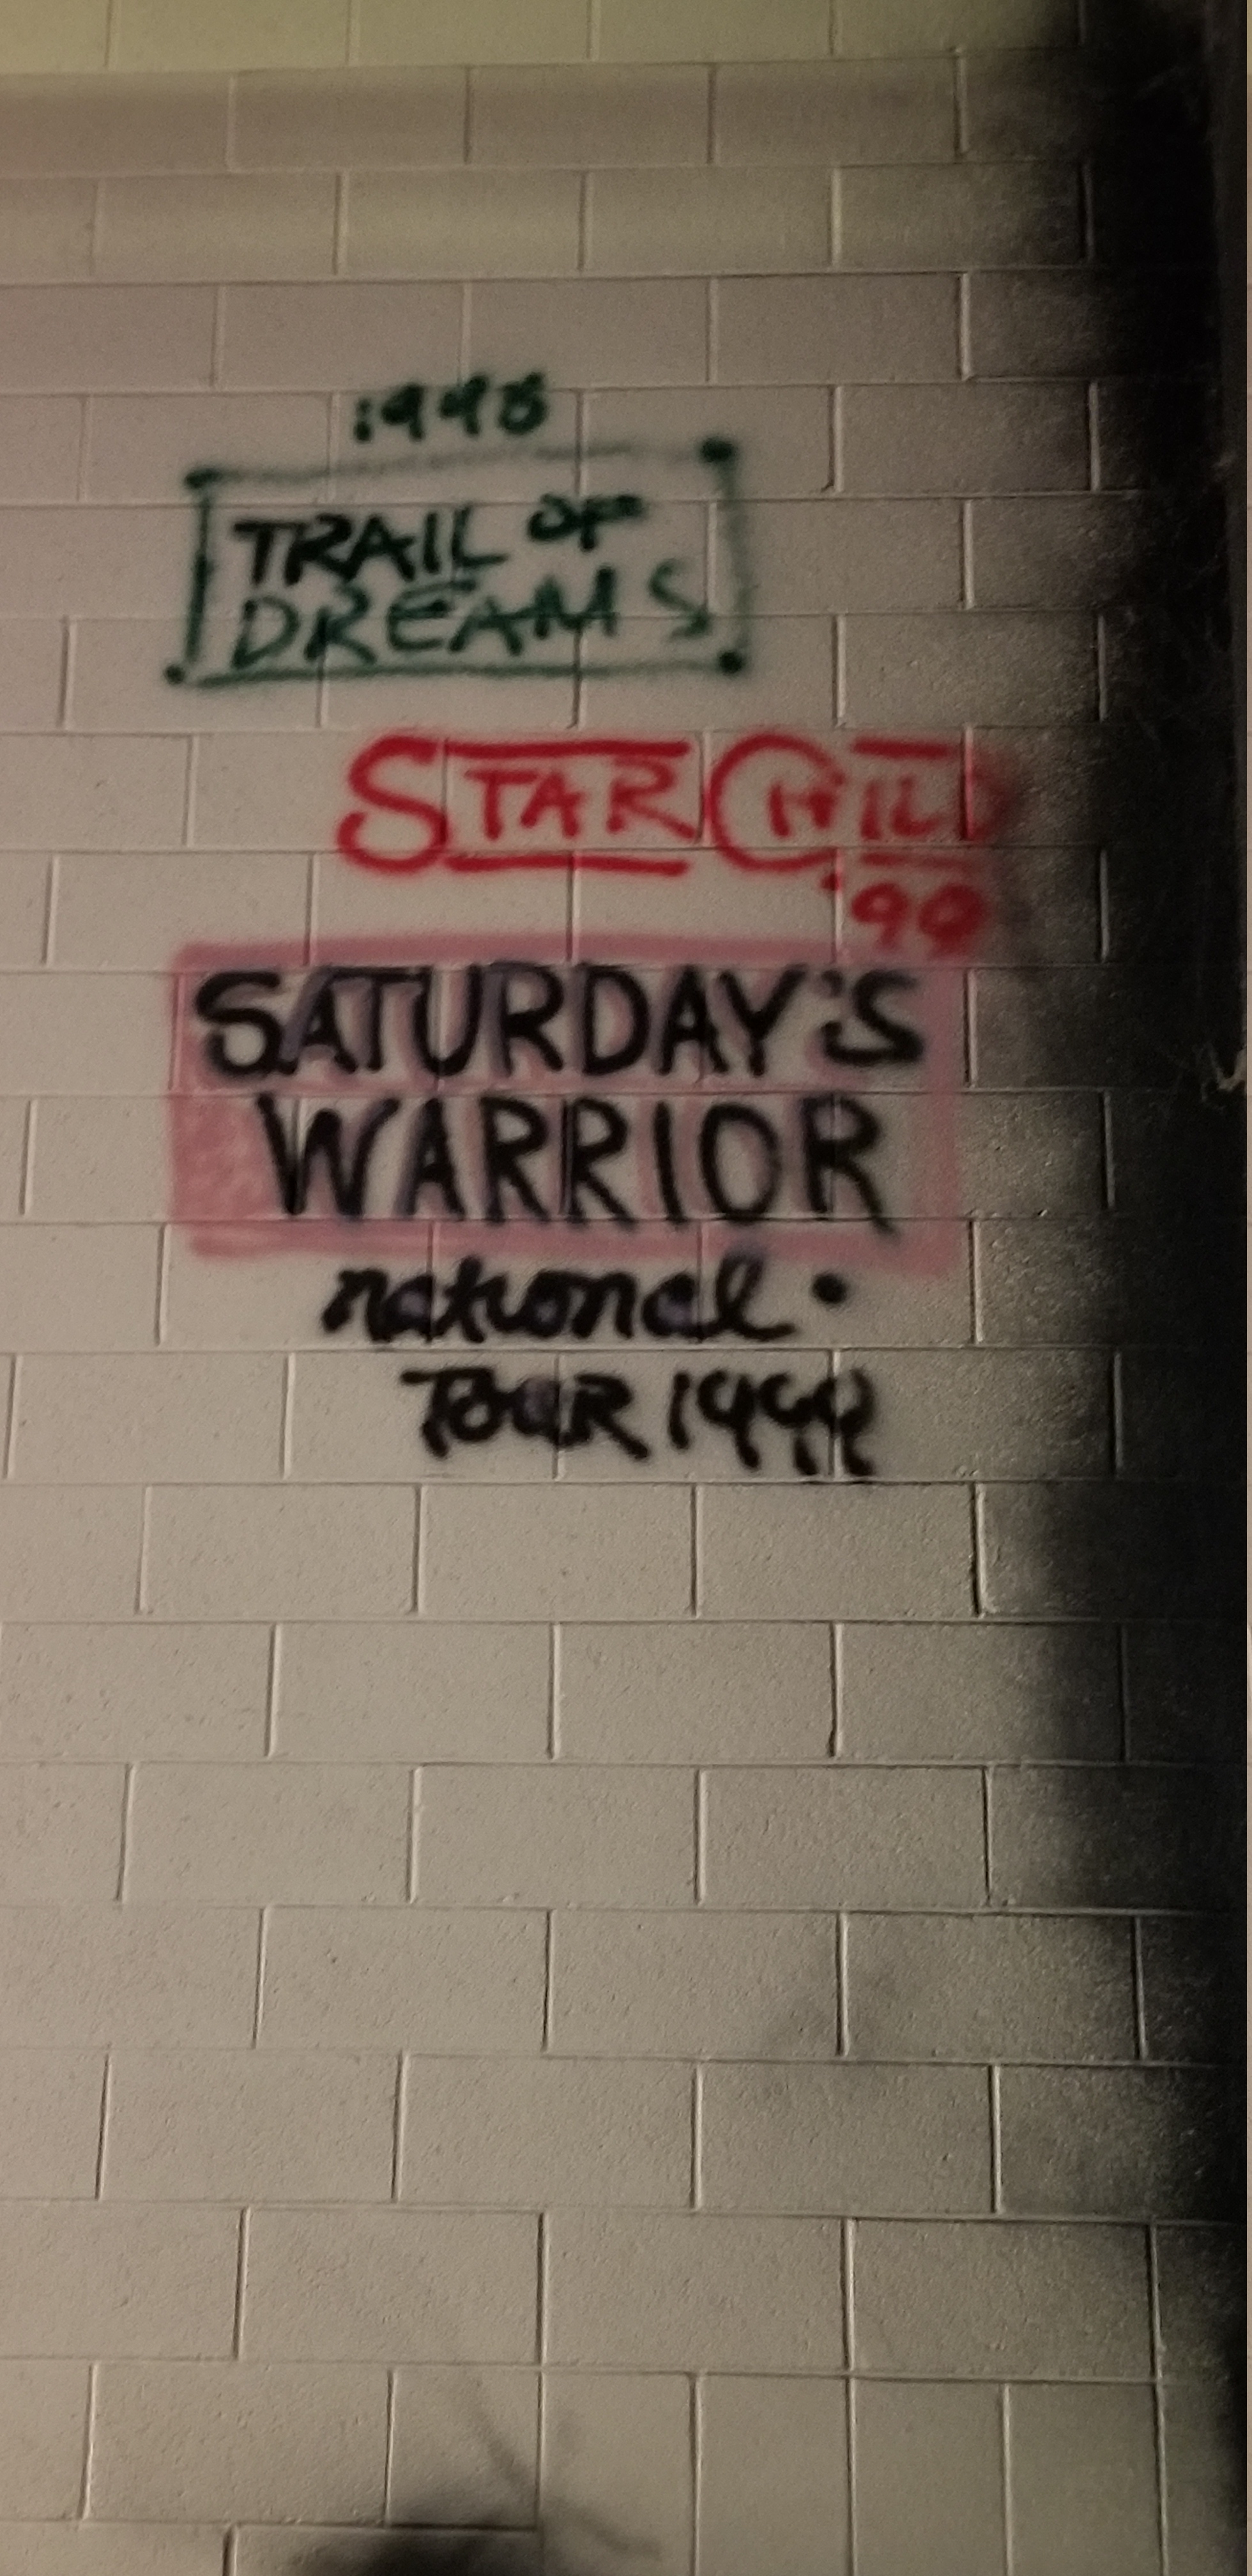 1998
TRAIL OF
DREAMS
STARCHILD
'99
SATURDAY'S
WARRIOR
national
TOUR 1999